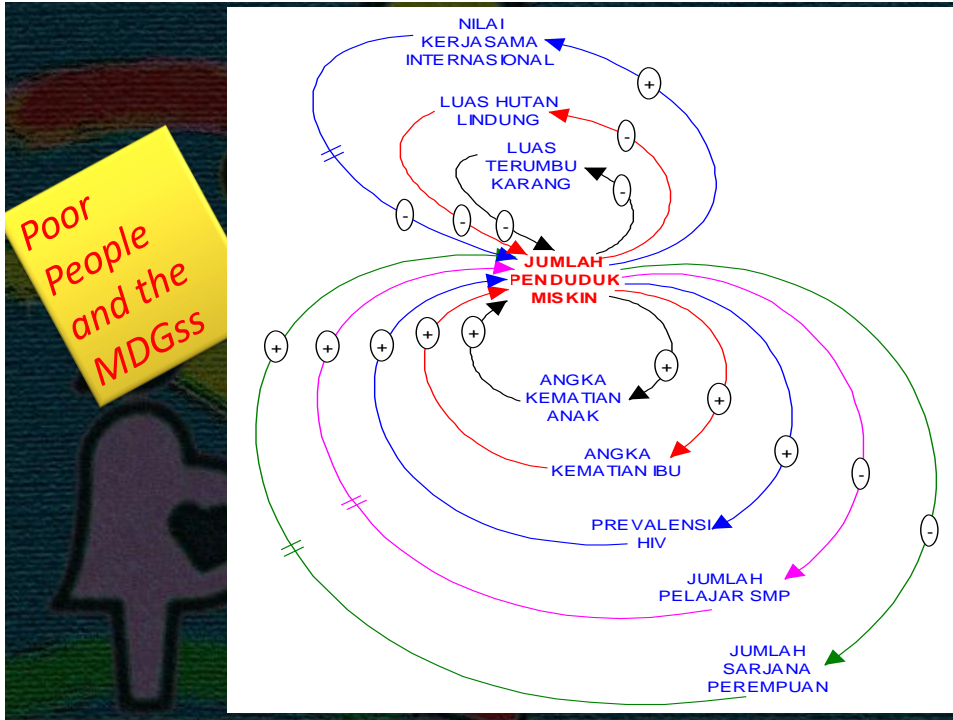 Poor
People
and the
MDGss
NILAI
KERJASAMA
INTERNASIONAL
+
LUAS HUTAN
LINDUNG
-
LUAS
TERUMBU
KARANG
-
-
-
-
JUMLAH
PENDUDUK
MISKIN
+
+
+
+
+
ANGKA
KEMATIAN
ANAK
+
ANGKA
KEMATIAN IBU
+
-
PREVALENSI
HIV
-
JUMLAH
PELAJAR SMP
JUMLAH
SARJANA
PEREMPUAN